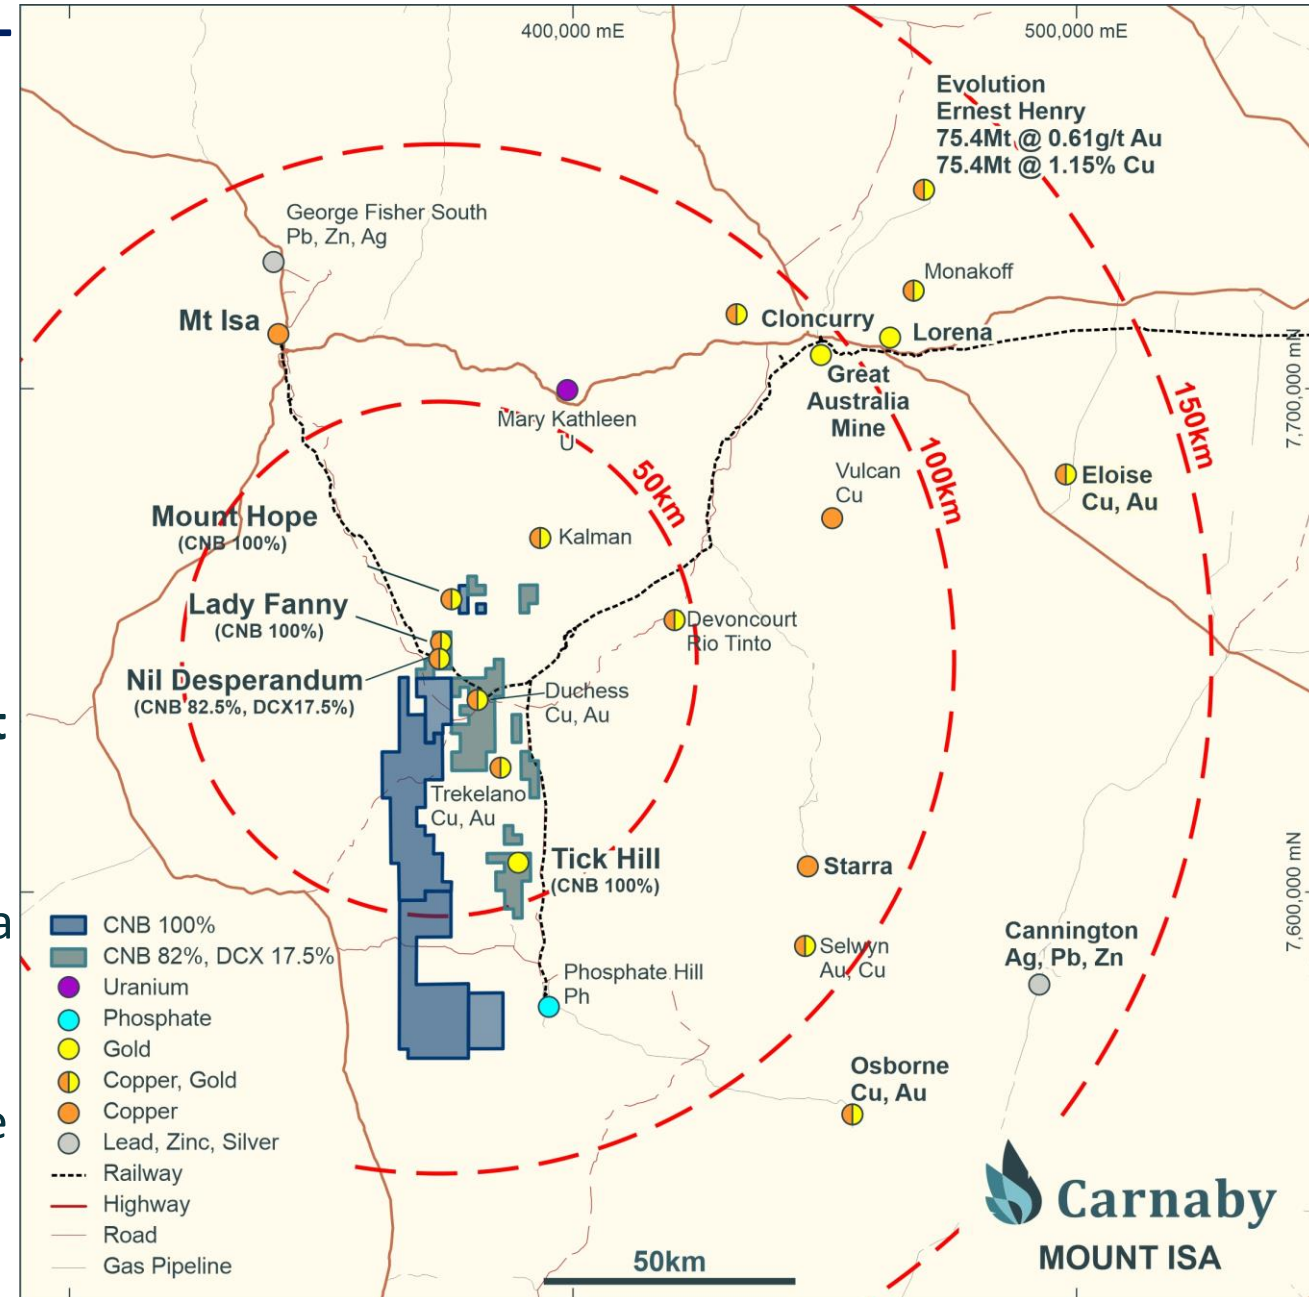 400,000 mE
500,000 mE
Evolution
Ernest Henry
75.4Mt @ 0.61g/t Au
75.4Mt @ 1.15% Cu
George Fisher South
Pb, Zn, Ag
Monakoff
Mt Isa
Cloncurry
Lorena
Great
Australia
Mine
7,700,000 mN
Mary Kathleen
U
150km
100km
50km
Vulcan
Cu
Eloise
Cu, Au
Mount Hope
(CNB 100%)
Kalman
Lady Fanny
(CNB 100%)
Devoncourt
Rio Tinto
Nil Desperandum
(CNB 82.5%, DCX17.5%)
Duchess
Cu, Au
t
Trekelano
Cu, Au
Tick Hill
(CNB 100%)
Starra
7,600,000 mN
a
Selwyn
Au, Cu
Cannington
Ag, Pb, Zn
Phosphate Hill
Ph
Osborne
Cu, Au
e
CNB 100%
CNB 82%, DCX 17.5%
Uranium
Phosphate
Gold
Copper, Gold
Copper
Lead, Zinc, Silver
Railway
Highway
Road
Gas Pipeline
50km
Carnaby
MOUNT ISA